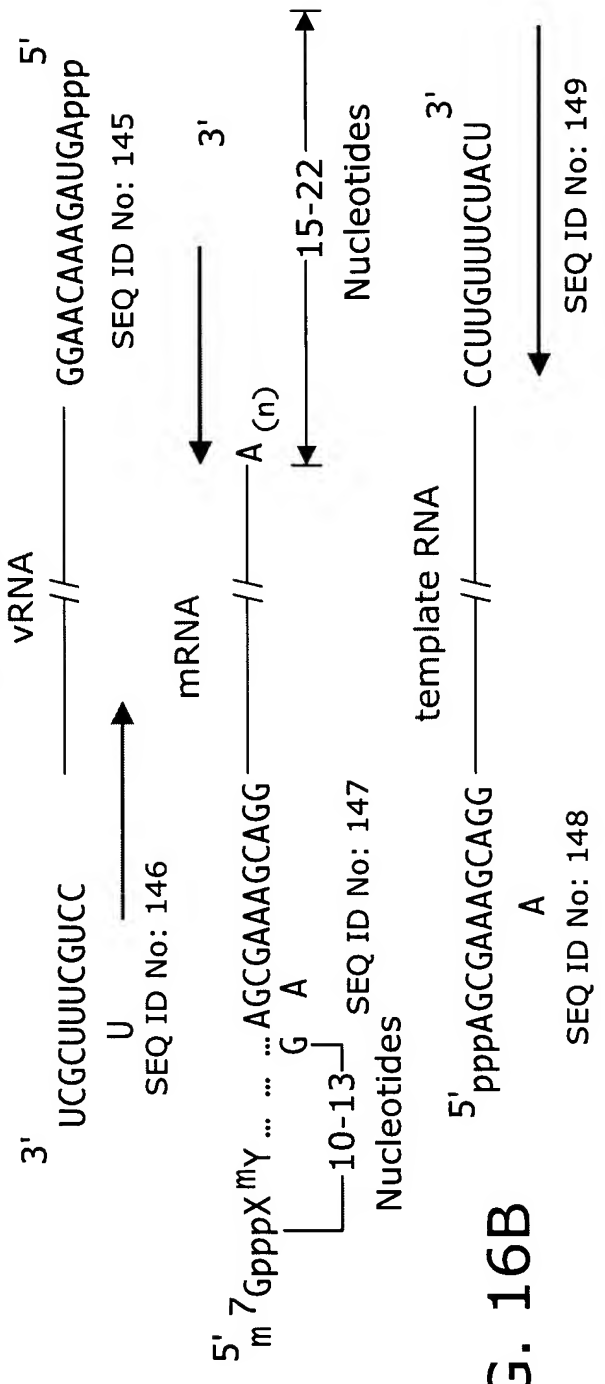 vRNA
3'
5'
UCGCUUUCGUCC
GGAACAAAGAUGAppp
U
SEQ ID No: 146
SEQ ID No: 145
mRNA
3'
5'
m 7GpppXmY ... ... ... AGCGAAAGCAGG
A (n)
G A
10-13
Nucleotides
SEQ ID No: 147
15-22
Nucleotides
template RNA
5'
3'
pppAGCGAAAGCAGG
CCUUGUUUCUACU
A
SEQ ID No: 148
SEQ ID No: 149
G. 16B